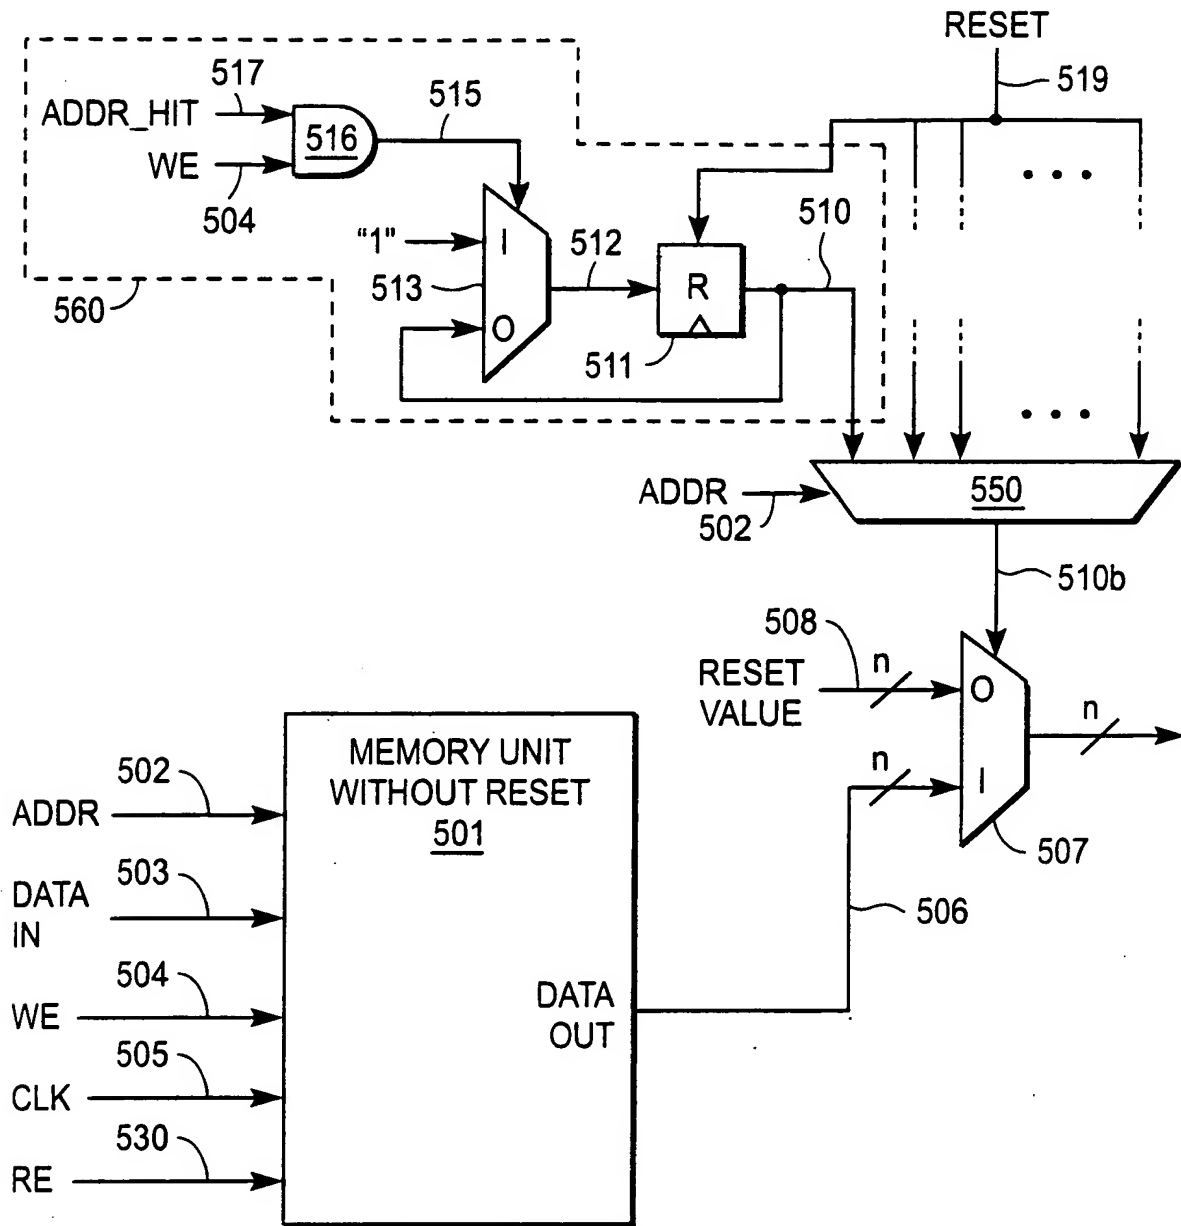 RESET
519
517
ADDR_HIT
515
516
WE
504
"1"
I
513
512
510
R
O
511
560
ADDR
502
550
510b
508
RESET
VALUE
n
O
n
n
I
507
506
MEMORY UNIT
WITHOUT RESET
501
502
ADDR
503
DATA
IN
504
WE
DATA
OUT
505
CLK
530
RE